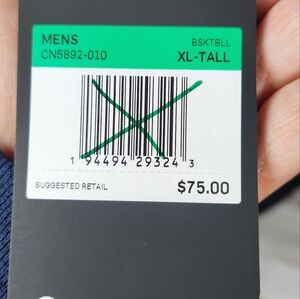 MENS BSKTBLL
CN5892-010 XL-TALL
1 94494 29324 3
SUGGESTED RETAIL $75.00